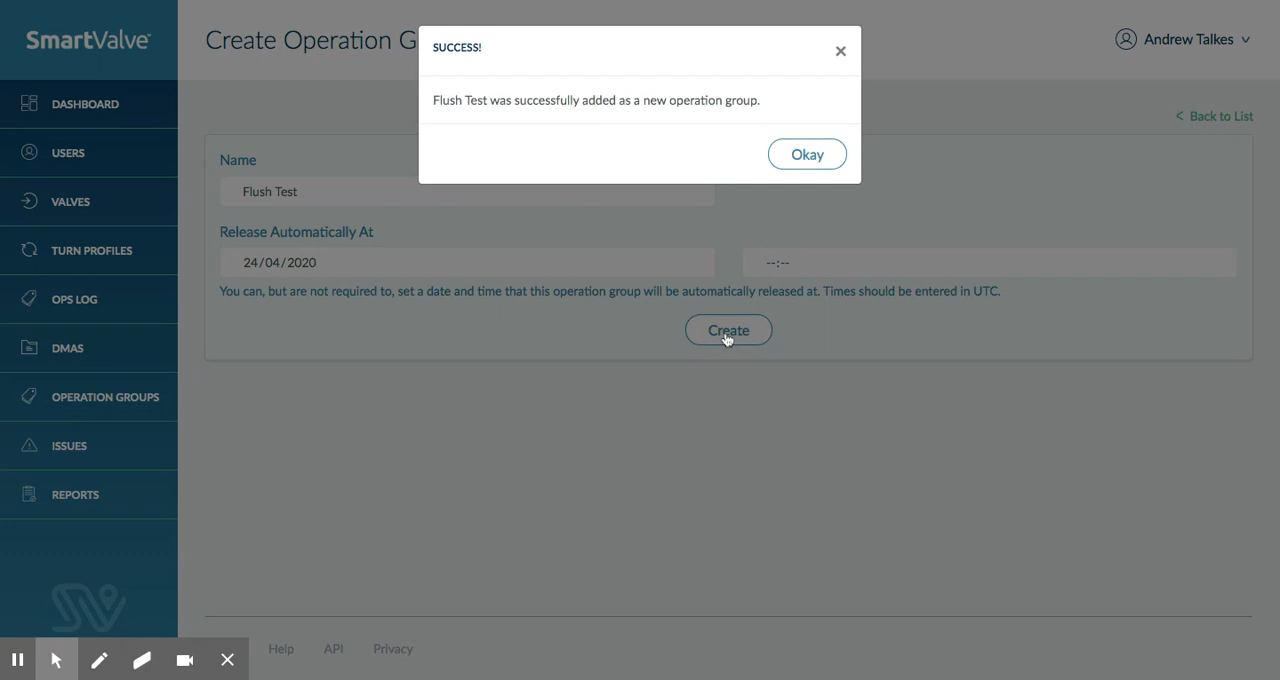 SmartValve
Create Operation G
Andrew Talkes
SUCCESS!
×
Flush Test was successfully added as a new operation group.
Okay
DASHBOARD
USERS
VALVES
TURN PROFILES
OPS LOG
DMAS
OPERATION GROUPS
ISSUES
REPORTS
< Back to List
Name
Flush Test
Release Automatically At
24/04/2020
--:--
You can, but are not required to, set a date and time that this operation group will be automatically released at. Times should be entered in UTC.
Create
Help
API
Privacy